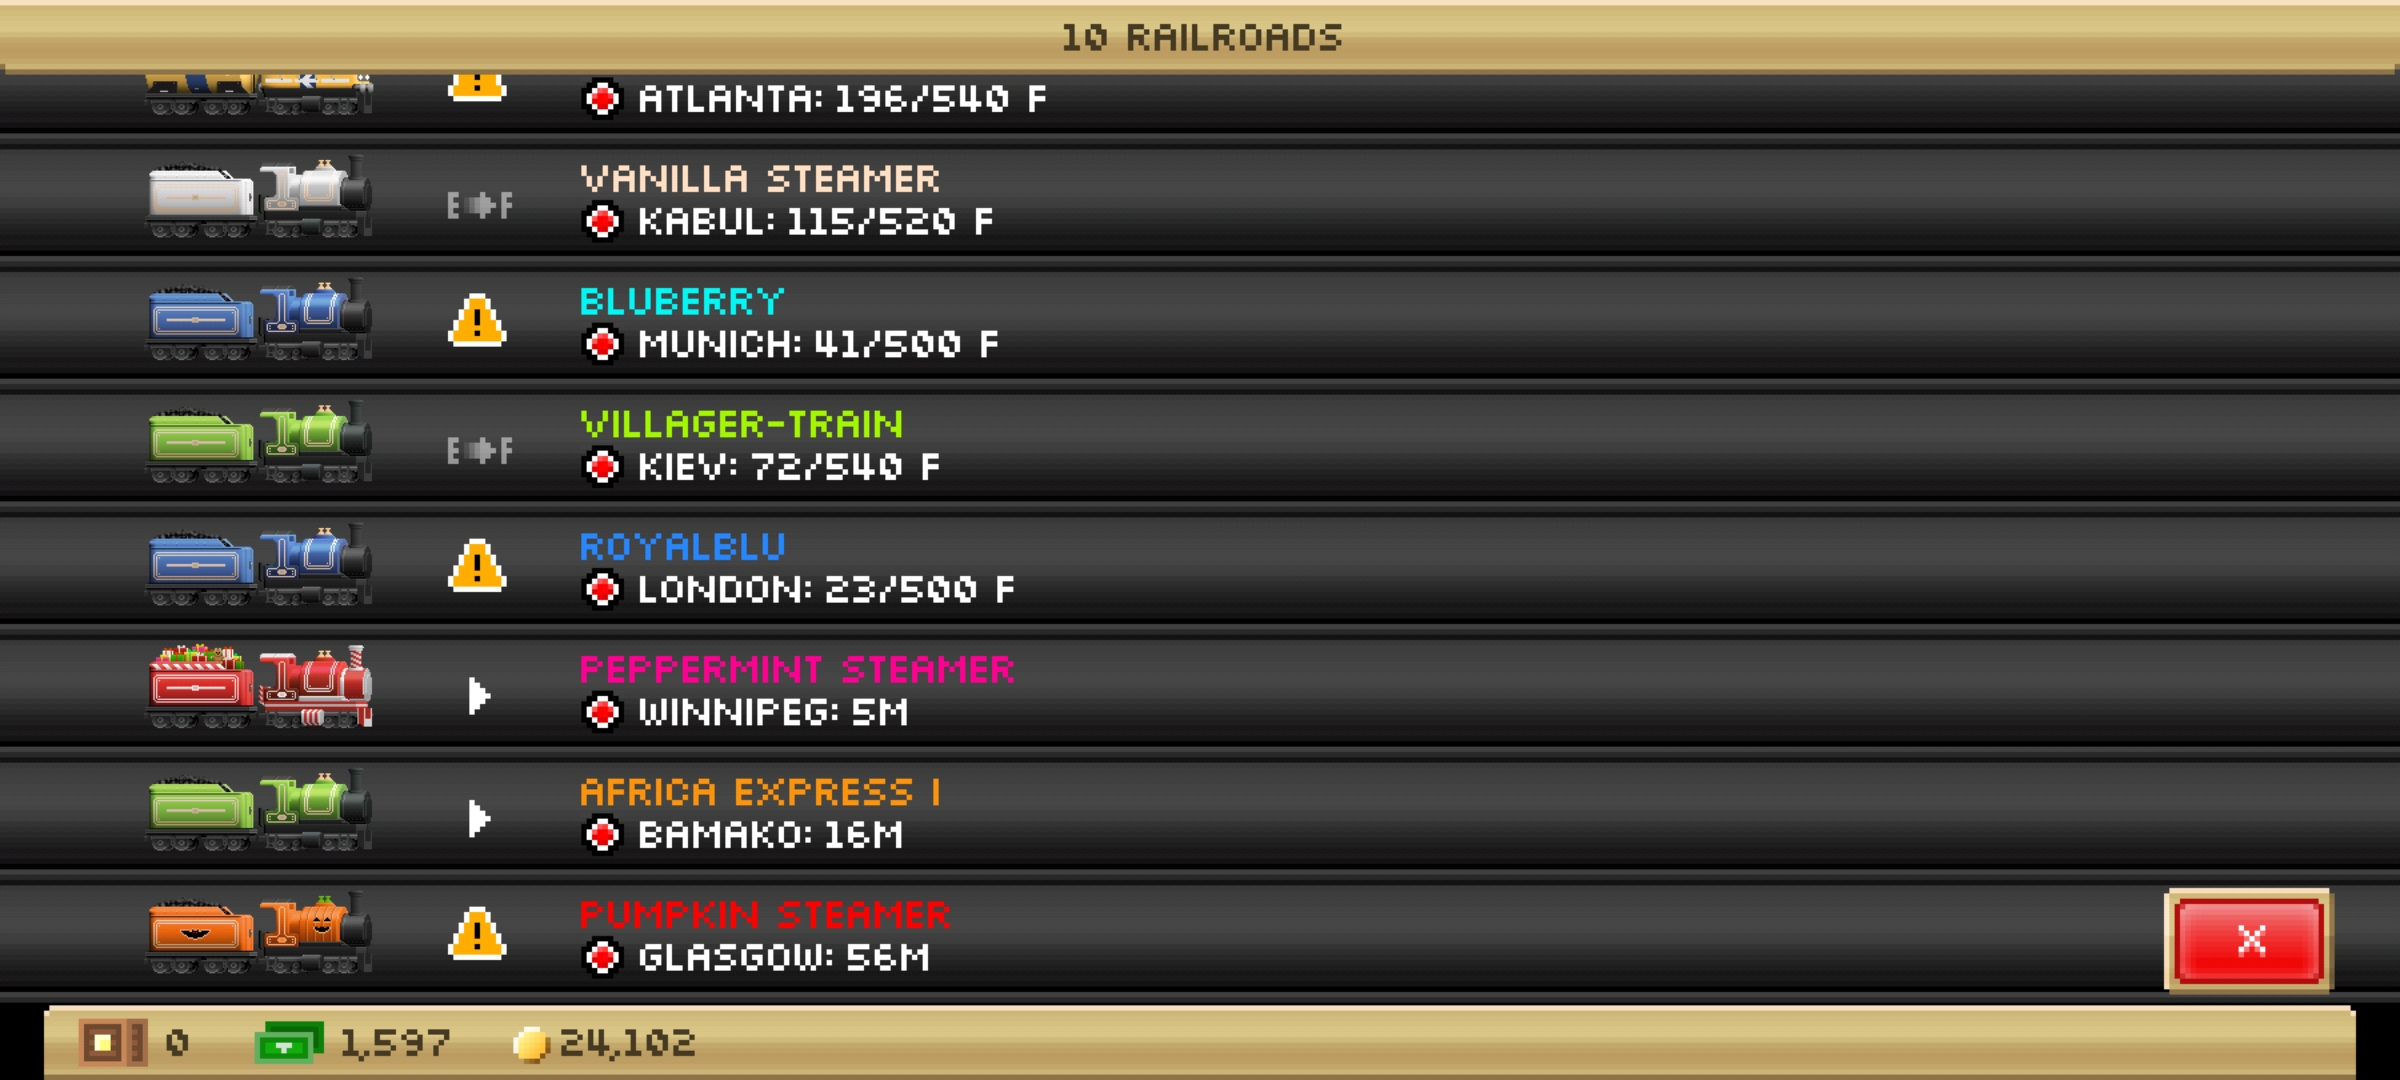 10 RAILROADS
ATLANTA: 196/540 F
VANILLA STEAMER
E F
KABUL: 115/520 F
BLUBERRY
MUNICH: 41/500 F
VILLAGER-TRAIN
E F
KIEV: 72/540 F
ROYALBLU
LONDON: 23/500 F
PEPPERMINT STEAMER
WINNIPEG: 5M
AFRICA EXPRESS I
BAMAKO: 16M
PUMPKIN STEAMER
GLASGOW: 56M
X
0 1,597 24,102